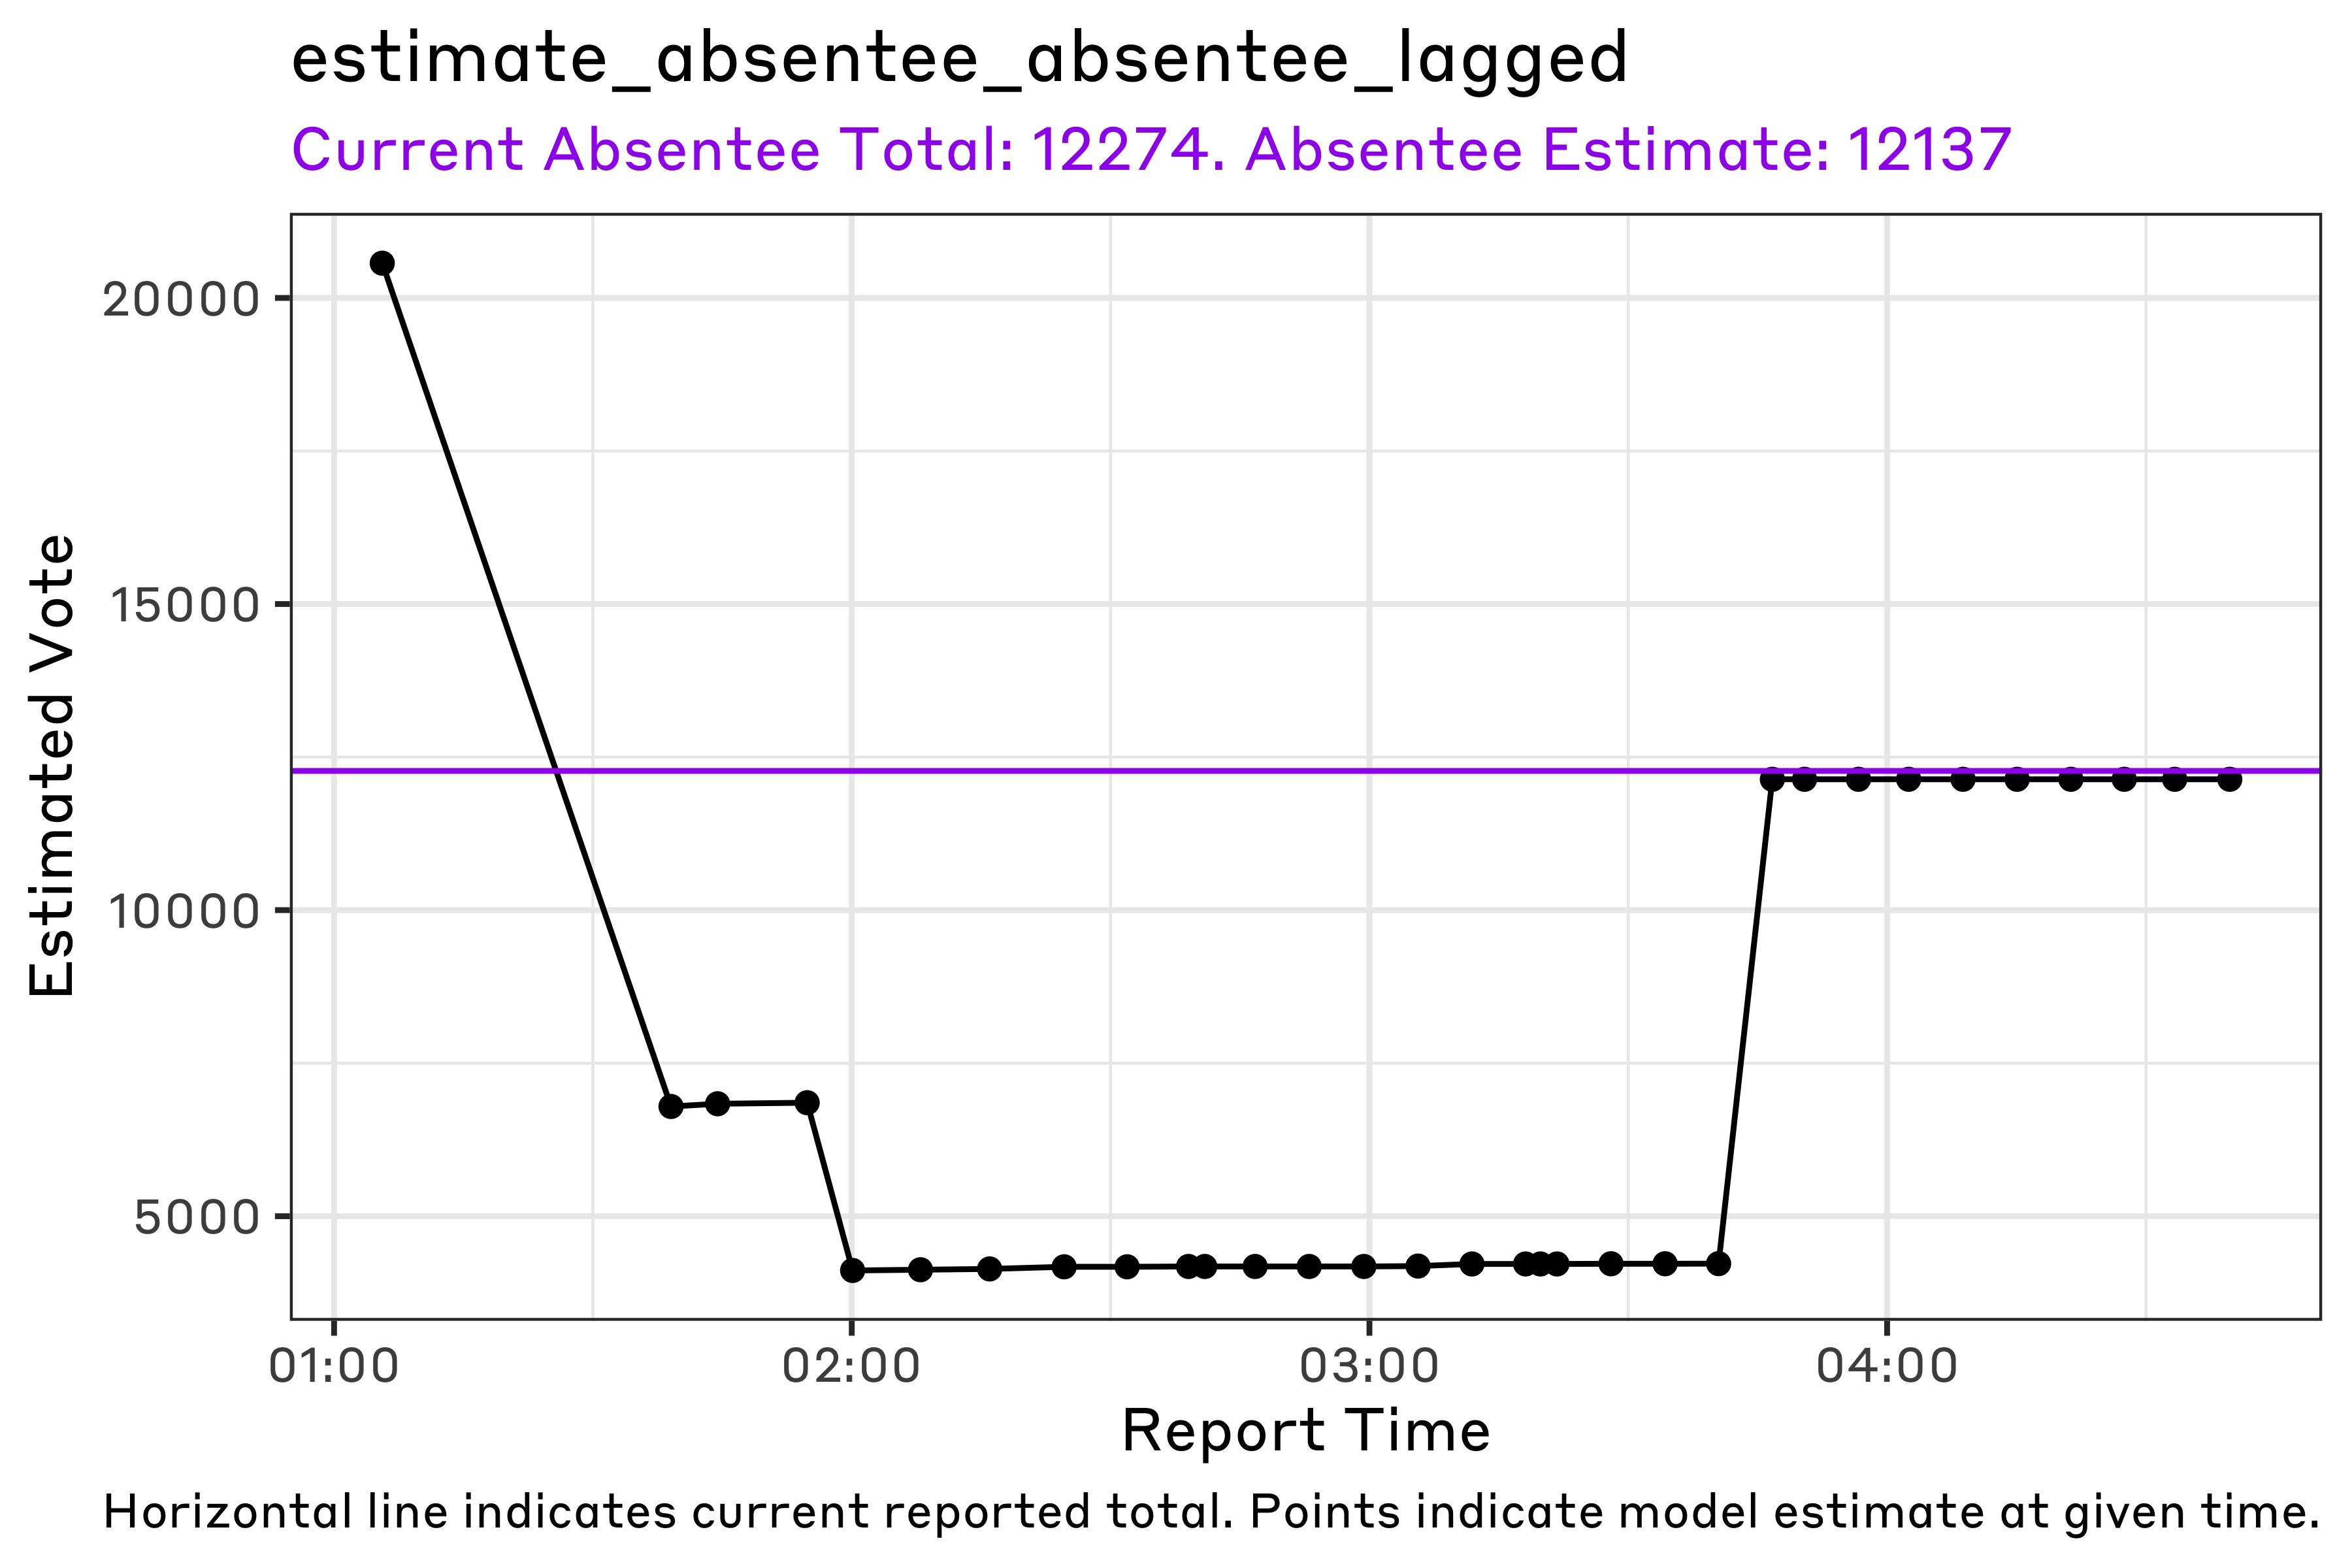 estimate_absentee_absentee_lagged
Current Absentee Total: 12274. Absentee Estimate: 12137
Estimated Vote
20000
15000
10000
5000
01:00 02:00 03:00 04:00
Report Time
Horizontal line indicates current reported total. Points indicate model estimate at given time.